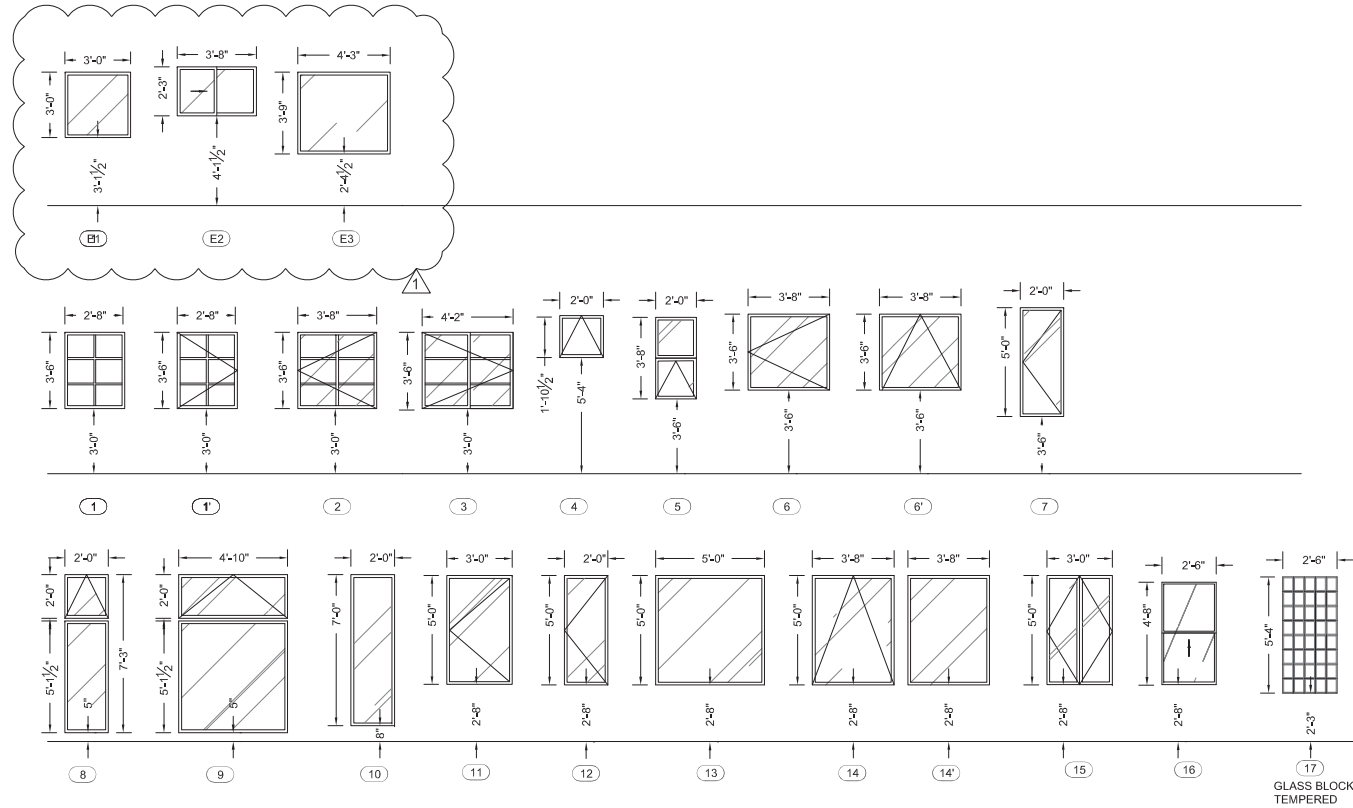 3'-0" 3'-8" 4'-3"
3'-0" 2'-3" 3'-9"
3'-1½" 4'-1½" 2'-4½"
E2 E3
1
2'-8" 2'-8" 3'-8" 4'-2" 2'-0" 2'-0" 3'-8" 3'-8" 2'-0"
3'-6" 3'-6" 3'-6" 3'-6" 1'-10½" 3'-8" 3'-6" 3'-6" 5'-0"
3'-0" 3'-0" 3'-0" 3'-0" 5'-4" 3'-6" 3'-6" 3'-6" 3'-6"
1 1' 2 3 4 5 6 6' 7
2'-0" 4'-10" 2'-0" 3'-0" 2'-0" 5'-0" 3'-8" 3'-8" 3'-0" 2'-6" 2'-6"
2'-0" 2'-0" 7'-0" 5'-0" 5'-0" 5'-0" 5'-0" 5'-0" 4'-8" 5'-4"
5'-1½" 7'-3" 5'-1½"
5" 5" 8" 2'-8" 2'-8" 2'-8" 2'-8" 2'-8" 2'-8" 2'-8" 2'-3"
8 9 10 11 12 13 14 14' 15 16 17
GLASS BLOCK
TEMPERED